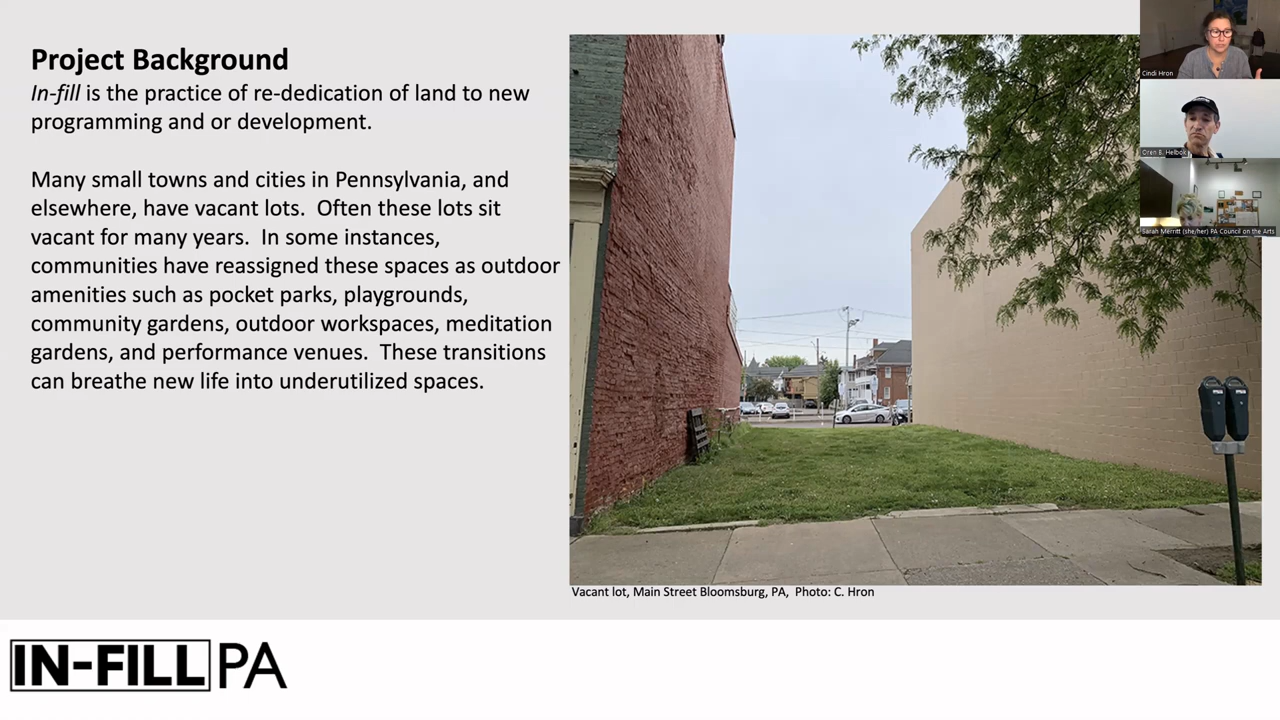 Project Background
In-fill is the practice of re-dedication of land to new
programming and or development.
Many small towns and cities in Pennsylvania, and
elsewhere, have vacant lots.  Often these lots sit
vacant for many years.  In some instances,
communities have reassigned these spaces as outdoor
amenities such as pocket parks, playgrounds,
community gardens, outdoor workspaces, meditation
gardens, and performance venues.  These transitions
can breathe new life into underutilized spaces.
Vacant lot, Main Street Bloomsburg, PA,  Photo: C. Hron
IN-FILL PA
Cindi Hron
Oren B. Helbok
Sarah Merritt (she/her) PA Council on the Arts